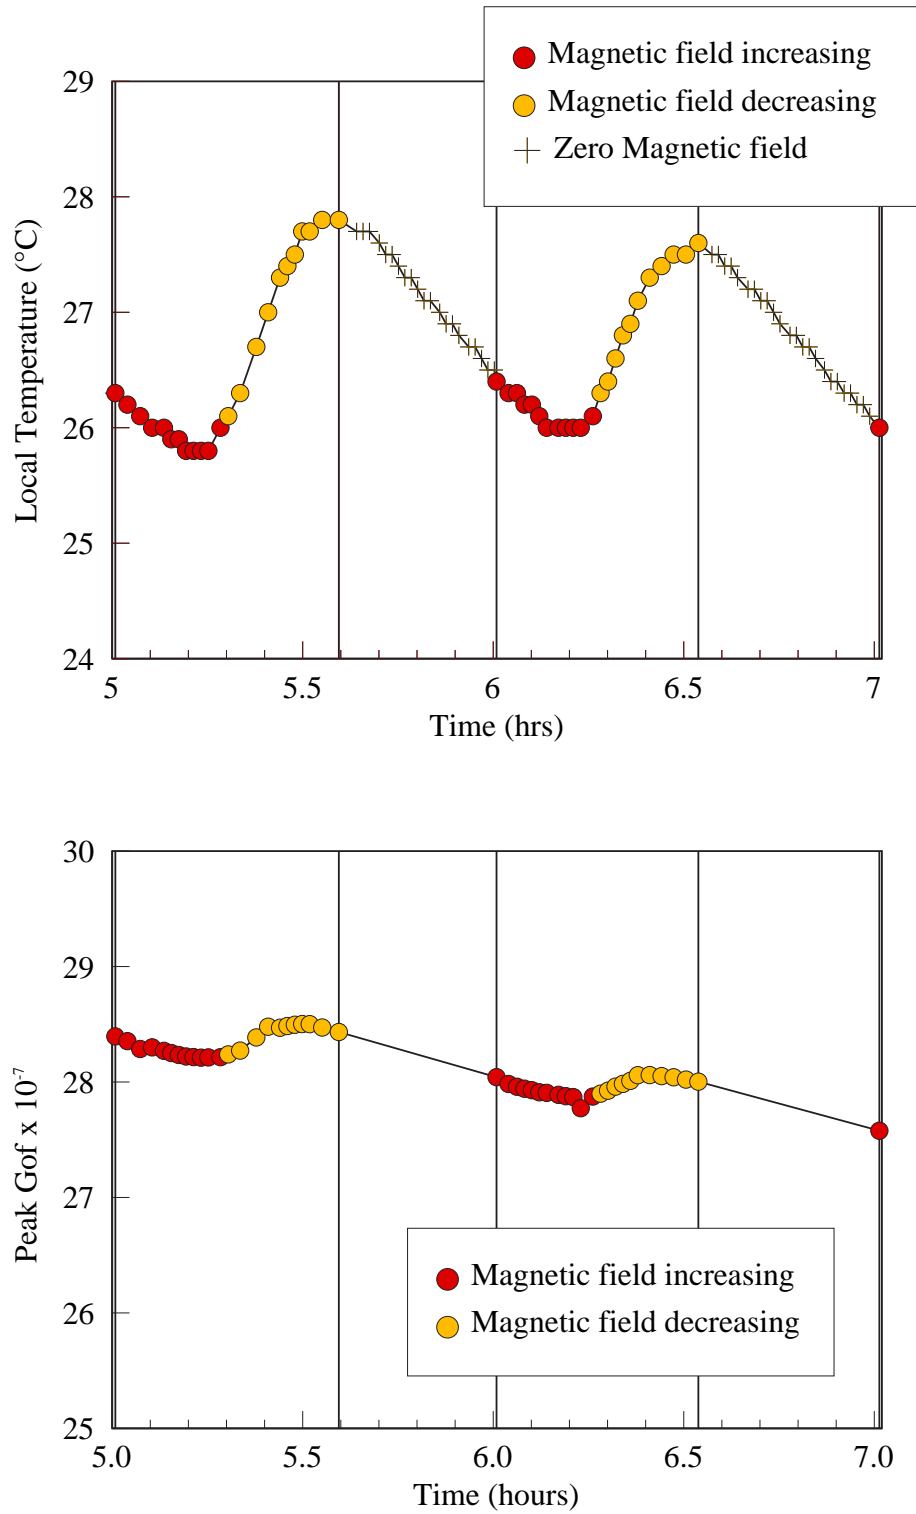 Magnetic field increasing
Magnetic field decreasing
Zero Magnetic field
29
28
27
26
25
24
Local Temperature (°C)
5 5.5 6 6.5 7
Time (hrs)
30
29
28
27
26
25
Peak Gof x 10⁻⁷
Magnetic field increasing
Magnetic field decreasing
5.0 5.5 6.0 6.5 7.0
Time (hours)